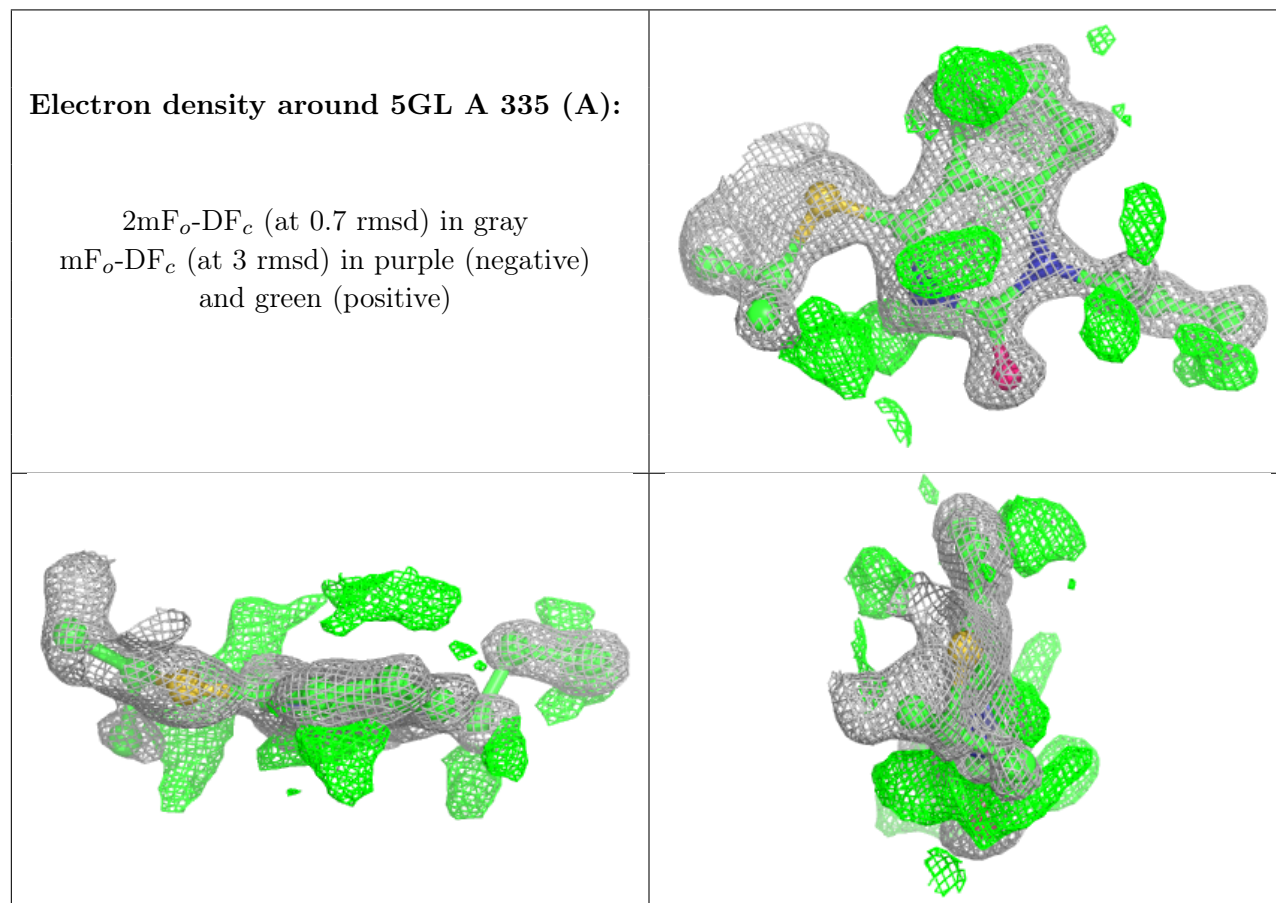 Electron density around 5GL A 335 (A):
2mFo-DFc (at 0.7 rmsd) in gray
mFo-DFc (at 3 rmsd) in purple (negative)
and green (positive)